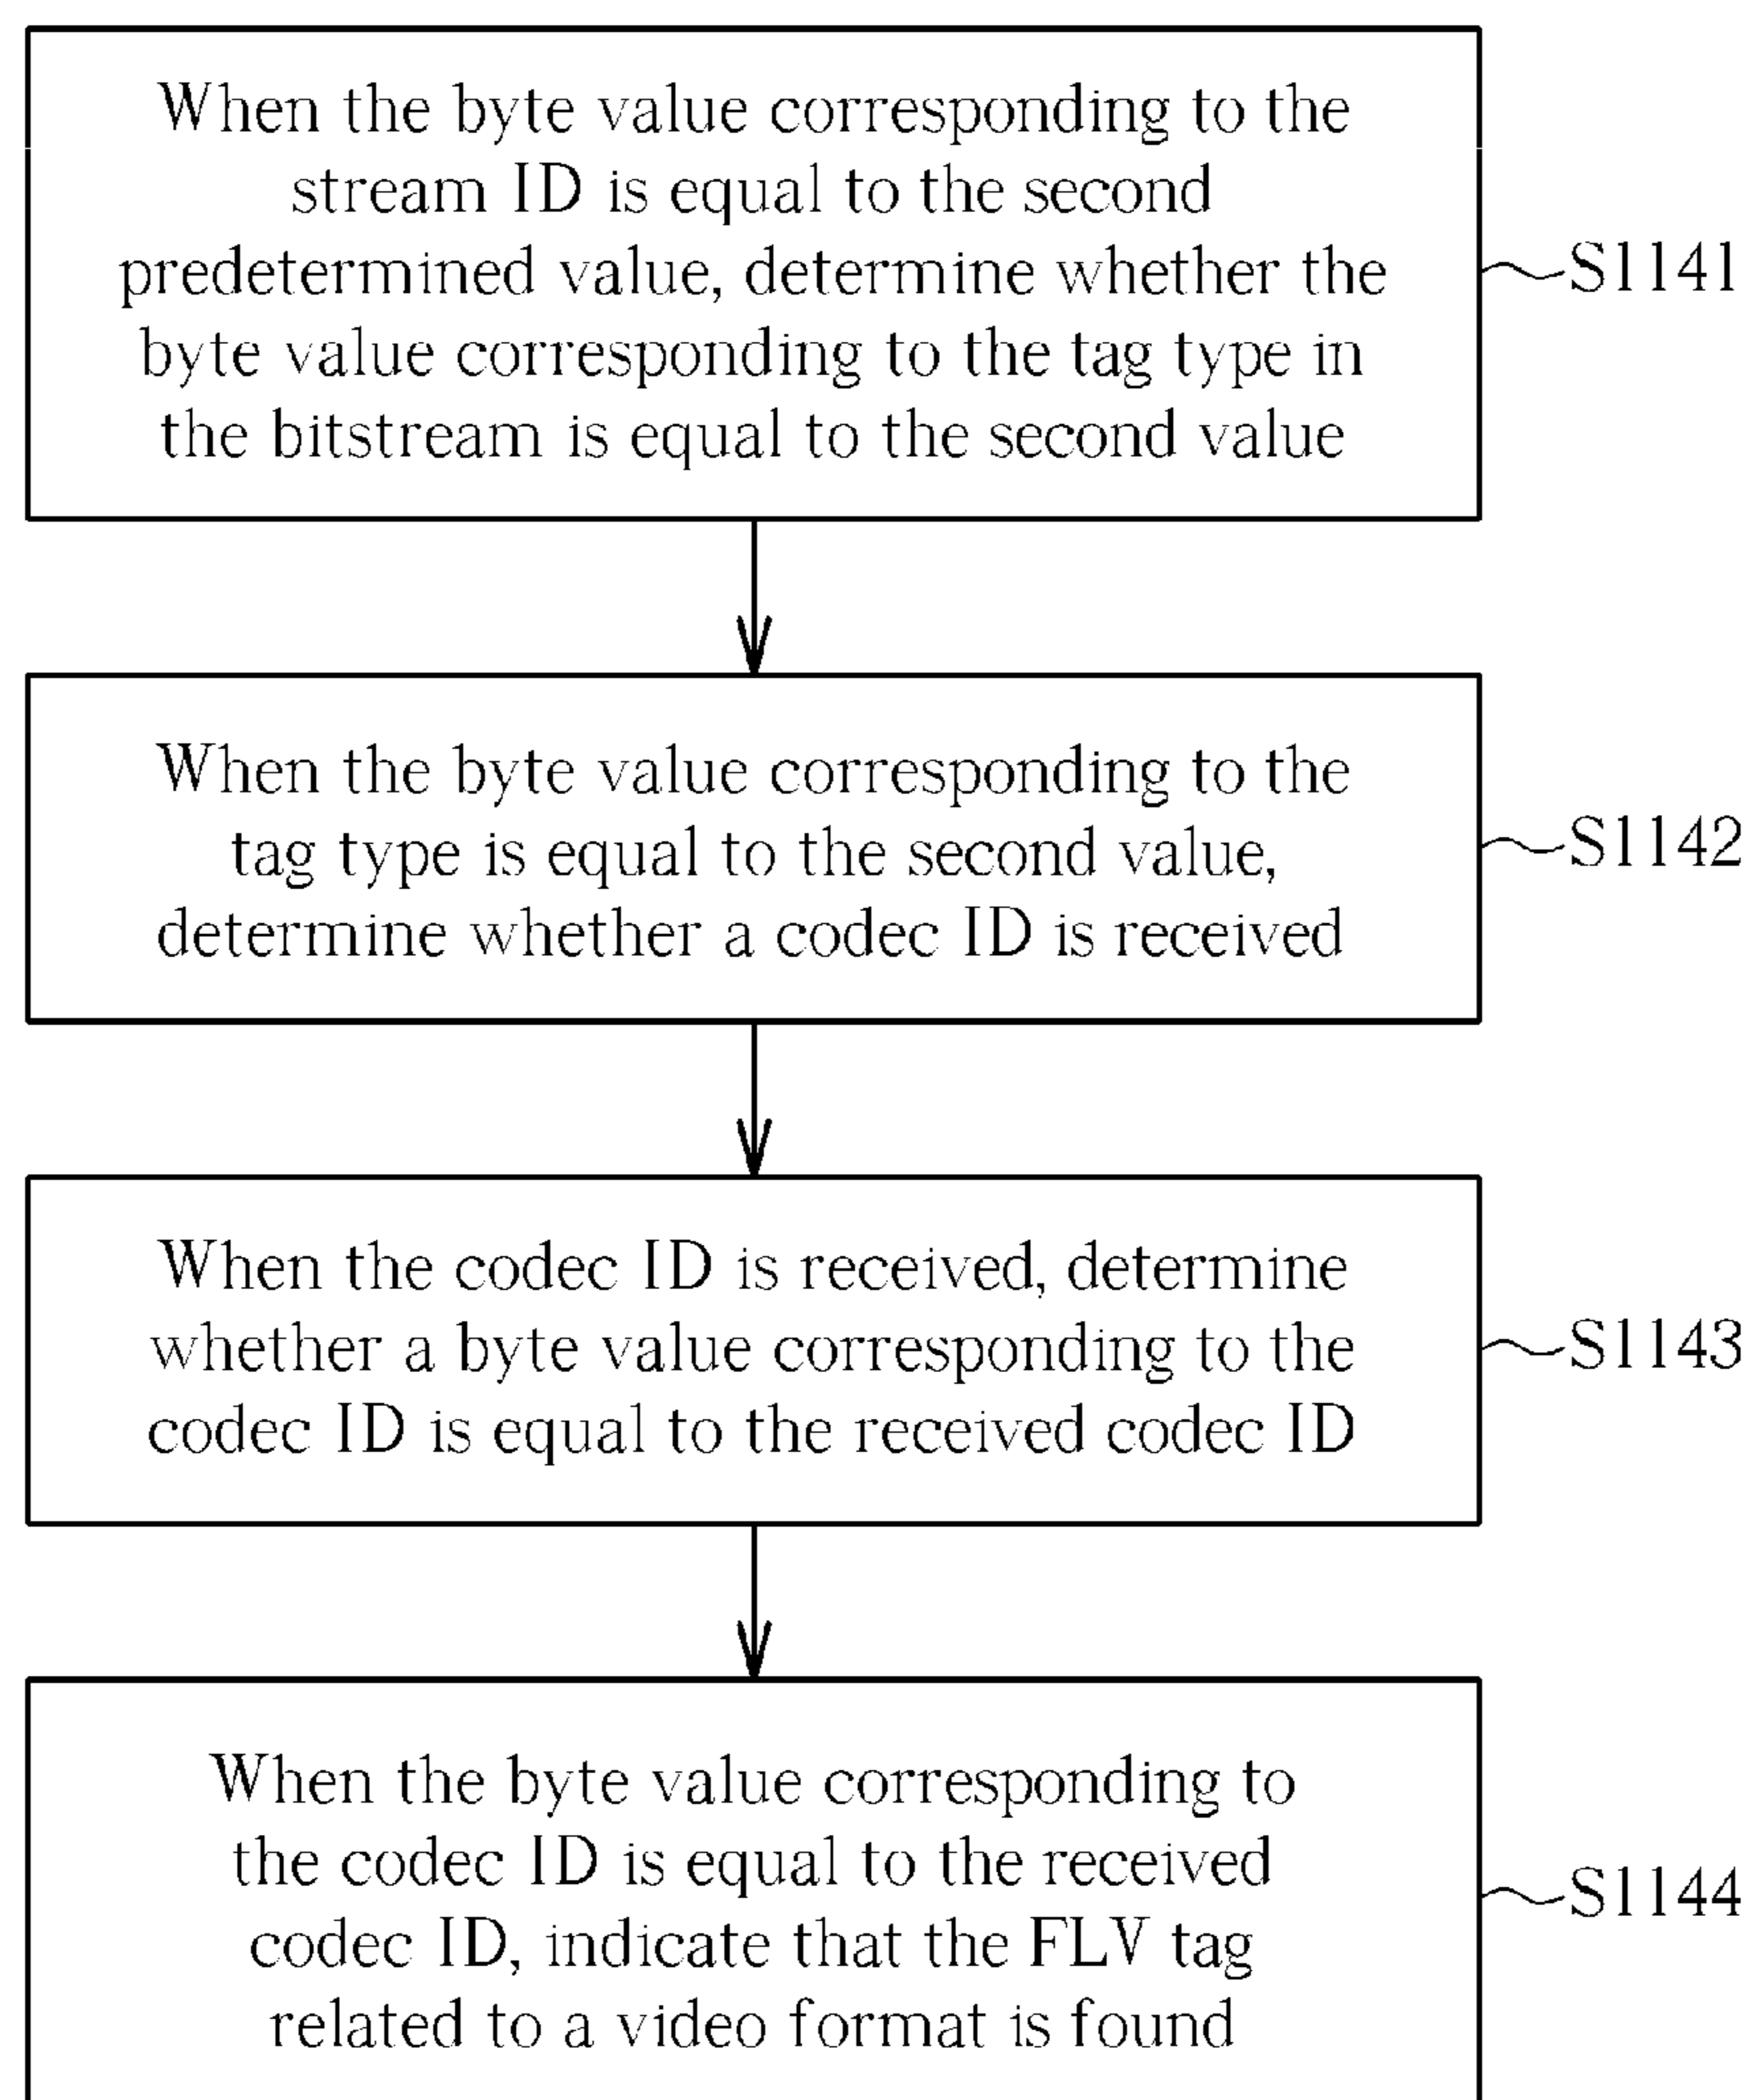 When the byte value corresponding to the
stream ID is equal to the second
predetermined value, determine whether the
byte value corresponding to the tag type in
the bitstream is equal to the second value
S1141
When the byte value corresponding to the
tag type is equal to the second value,
determine whether a codec ID is received
S1142
When the codec ID is received, determine
whether a byte value corresponding to the
codec ID is equal to the received codec ID
S1143
When the byte value corresponding to
the codec ID is equal to the received
codec ID, indicate that the FLV tag
related to a video format is found
S1144